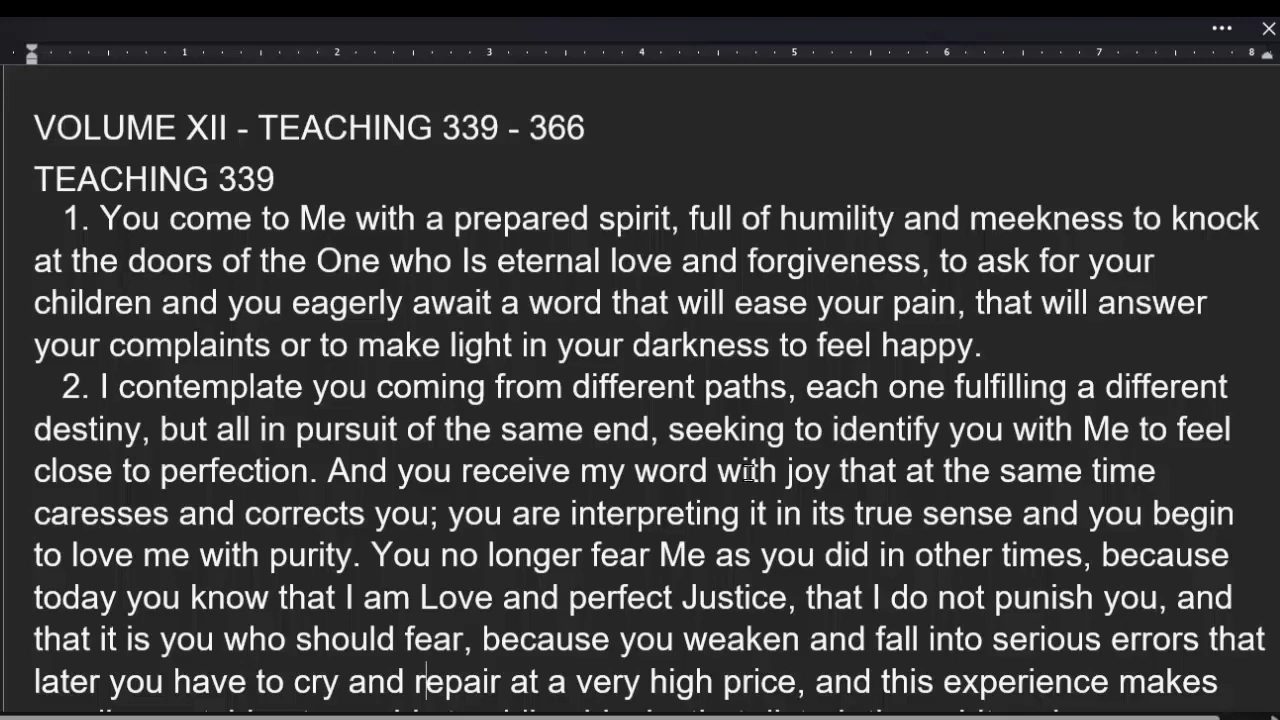 1 2 3 4 5 6 7 8
VOLUME XII - TEACHING 339 - 366
TEACHING 339
1. You come to Me with a prepared spirit, full of humility and meekness to knock
at the doors of the One who Is eternal love and forgiveness, to ask for your
children and you eagerly await a word that will ease your pain, that will answer
your complaints or to make light in your darkness to feel happy.
2. I contemplate you coming from different paths, each one fulfilling a different
destiny, but all in pursuit of the same end, seeking to identify you with Me to feel
close to perfection. And you receive my word with joy that at the same time
caresses and corrects you; you are interpreting it in its true sense and you begin
to love me with purity. You no longer fear Me as you did in other times, because
today you know that I am Love and perfect Justice, that I do not punish you, and
that it is you who should fear, because you weaken and fall into serious errors that
later you have to cry and repair at a very high price, and this experience makes